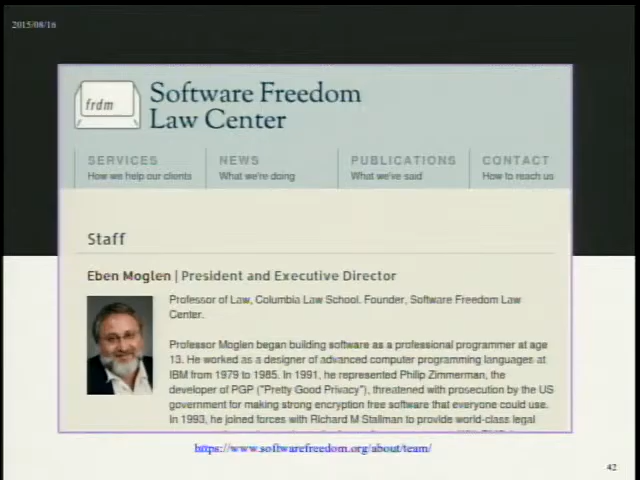 2015/08/16
frdm
Software Freedom
Law Center
SERVICES
How we help our clients
NEWS
What we're doing
PUBLICATIONS
What we've said
CONTACT
How to reach us
Staff
Eben Moglen | President and Executive Director
Professor of Law, Columbia Law School. Founder, Software Freedom Law
Center.
Professor Moglen began building software as a professional programmer at age
13. He worked as a designer of advanced computer programming languages at
IBM from 1979 to 1985. In 1991, he represented Philip Zimmerman, the
developer of PGP ("Pretty Good Privacy"), threatened with prosecution by the US
government for making strong encryption free software that everyone could use.
In 1993, he joined forces with Richard M Stallman to provide world-class legal
https://www.softwarefreedom.org/about/team/
42